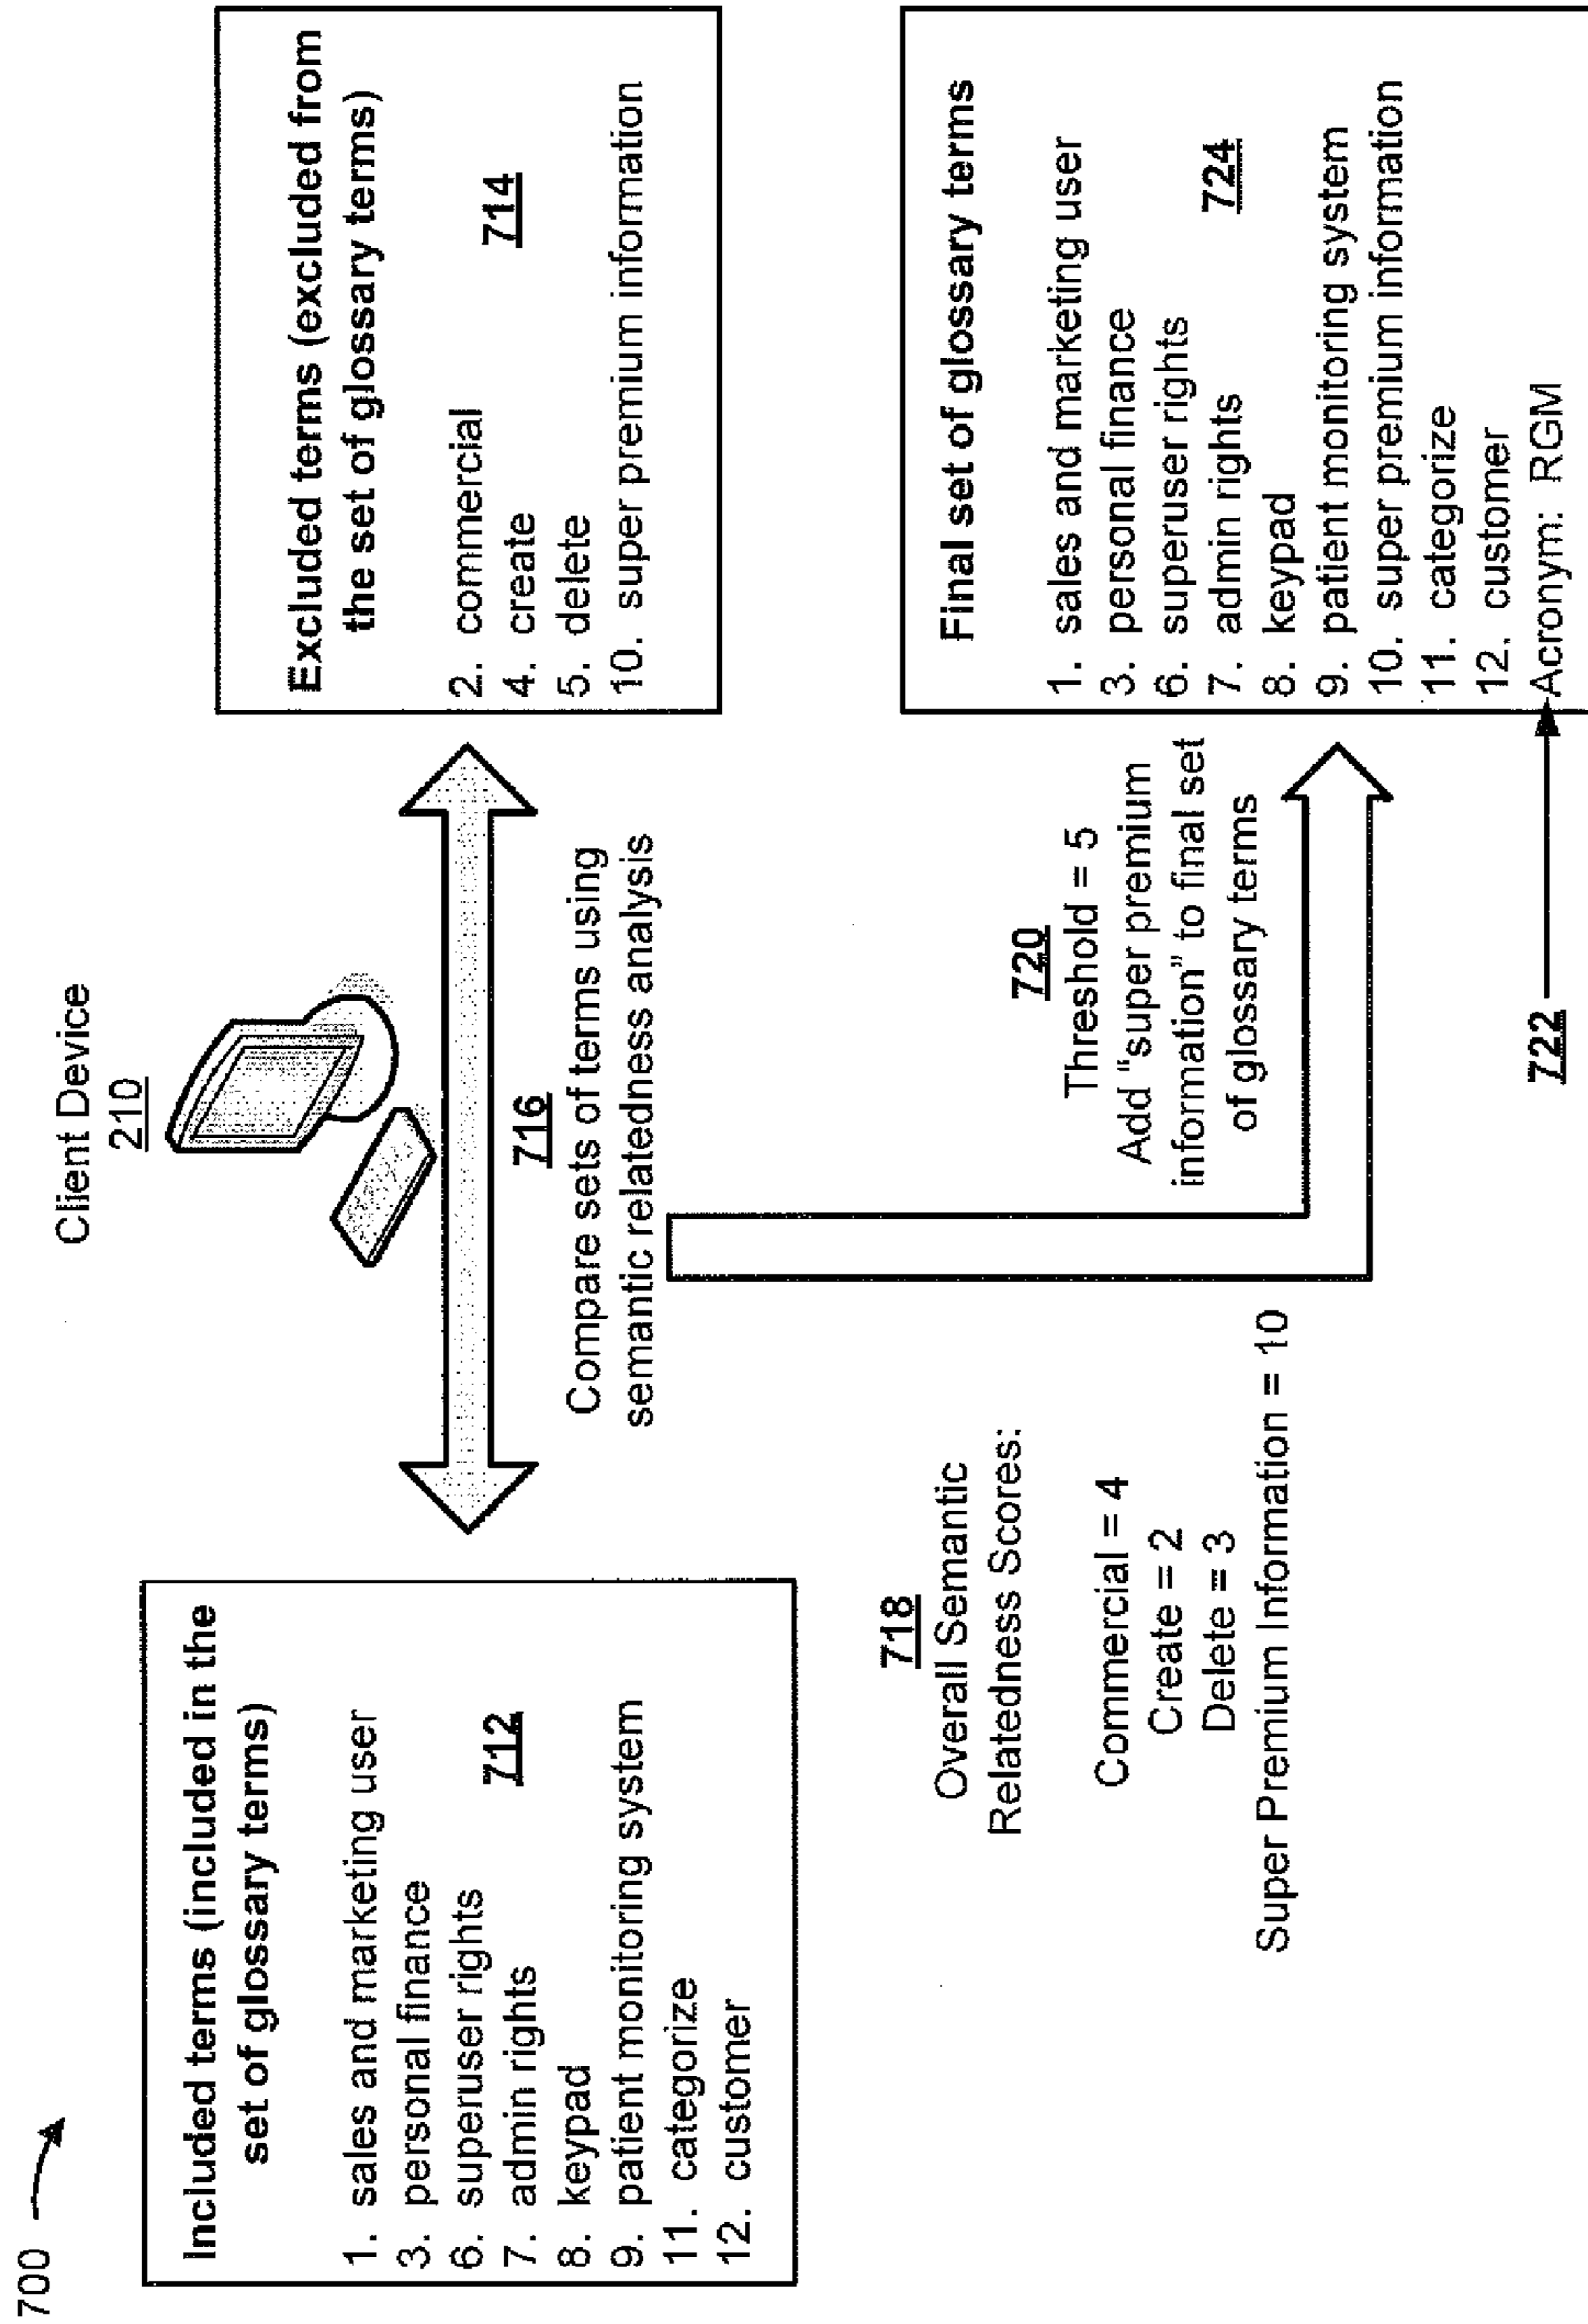 700
Client Device
210
Included terms (included in the
set of glossary terms)
1. sales and marketing user
3. personal finance
6. superuser rights
712
7. admin rights
8. keypad
9. patient monitoring system
11. categorize
12. customer
716
Compare sets of terms using
semantic relatedness analysis
Excluded terms (excluded from
the set of glossary terms)
2. commercial
4. create
714
5. delete
10. super premium information
718
Overall Semantic
Relatedness Scores:
Commercial = 4
Create = 2
Delete = 3
Super Premium Information = 10
720
Threshold = 5
Add "super premium
information" to final set
of glossary terms
Final set of glossary terms
1. sales and marketing user
3. personal finance
6. superuser rights
724
7. admin rights
8. keypad
9. patient monitoring system
10. super premium information
11. categorize
12. customer
722
Acronym: RGM